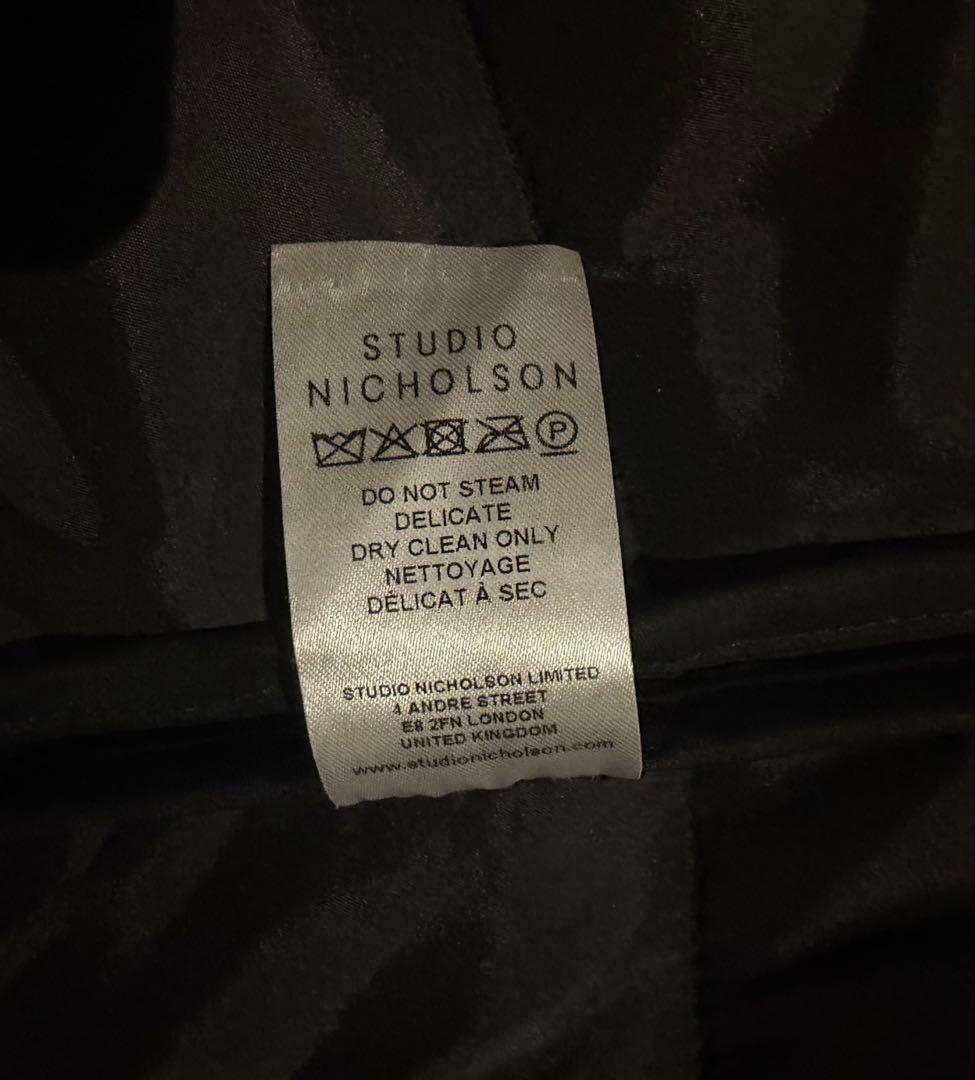 STUDIO
NICHOLSON
P
DO NOT STEAM
DELICATE
DRY CLEAN ONLY
NETTOYAGE
DÉLICAT À SEC
STUDIO NICHOLSON LIMITED
4 ANDRE STREET
E8 2FN LONDON
UNITED KINGDOM
www.studionicholson.com